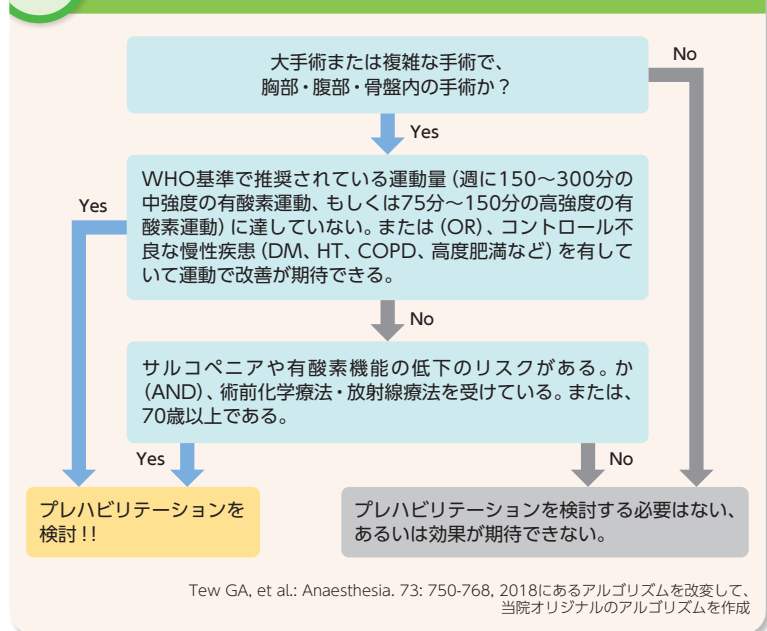 大手術または複雑な手術で、
胸部・腹部・骨盤内の手術か？
No
Yes
WHO基準で推奨されている運動量（週に150〜300分の
中強度の有酸素運動、もしくは75分〜150分の高強度の有
酸素運動）に達していない。または（OR）、コントロール不
良な慢性疾患（DM、HT、COPD、高度肥満など）を有して
いて運動で改善が期待できる。
Yes
No
サルコペニアや有酸素機能の低下のリスクがある。か
（AND）、術前化学療法・放射線療法を受けている。または、
70歳以上である。
Yes
No
プレハビリテーションを
検討!!
プレハビリテーションを検討する必要はない、
あるいは効果が期待できない。
Tew GA, et al.: Anaesthesia. 73: 750-768, 2018にあるアルゴリズムを改変して、
当院オリジナルのアルゴリズムを作成